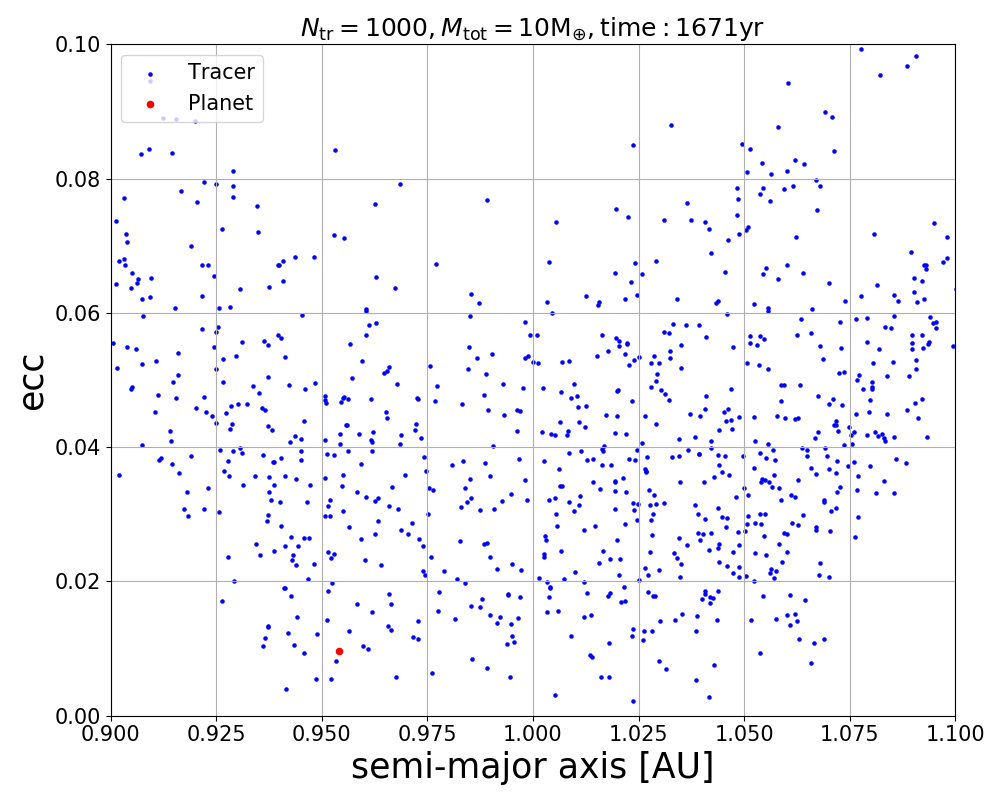 N_tr = 1000, M_tot = 10M_⊕, time : 1671yr
Tracer
Planet
0.10
0.08
0.06
0.04
0.02
0.00
ecc
0.900 0.925 0.950 0.975 1.000 1.025 1.050 1.075 1.100
semi-major axis [AU]